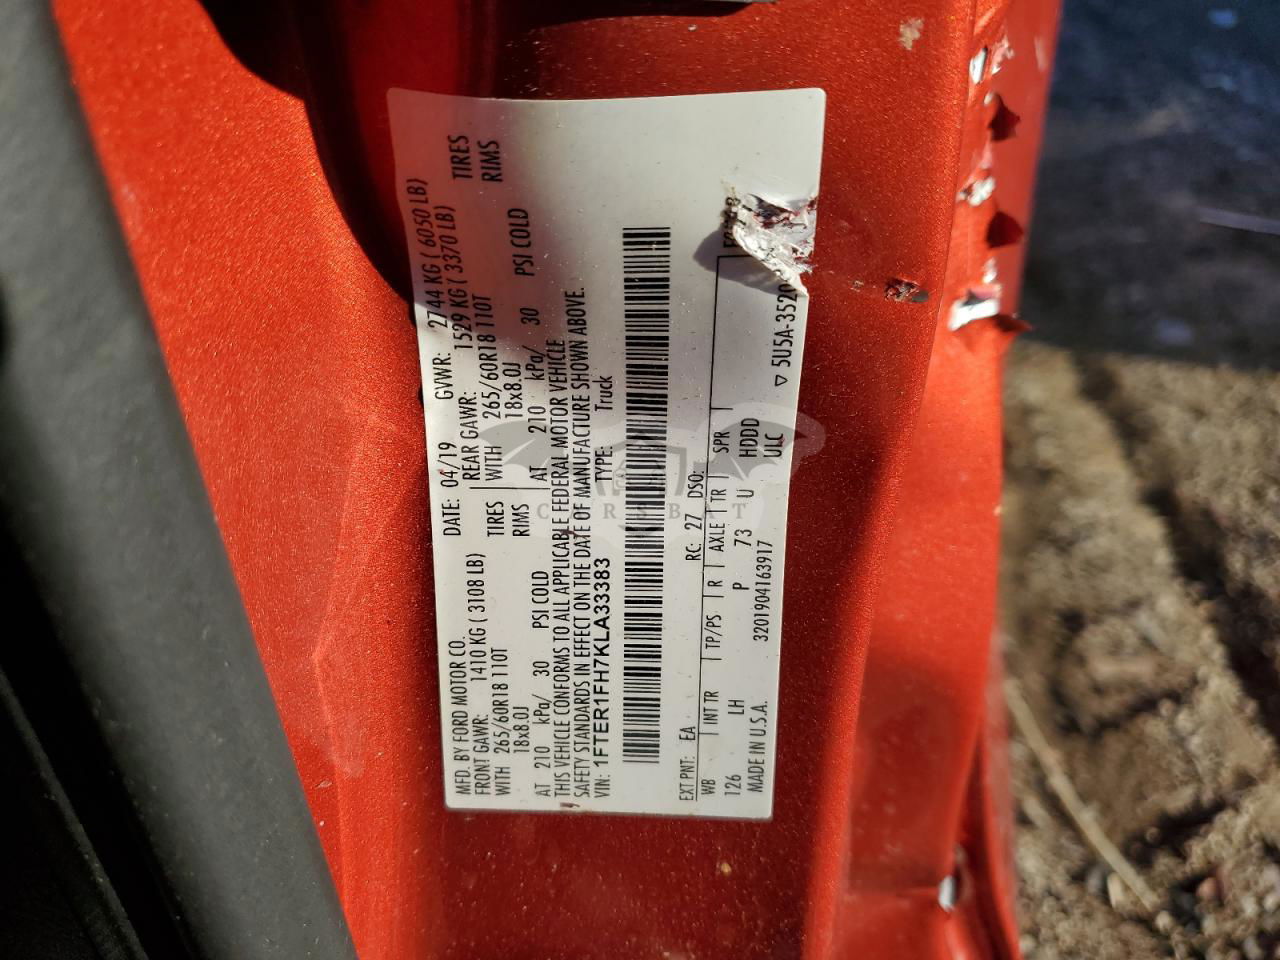 MFD. BY FORD MOTOR CO.
DATE: 04/19 GVWR: 2744 KG ( 6050 LB)
FRONT GAWR: 1410 KG ( 3108 LB) REAR GAWR: 1529 KG ( 3370 LB)
WITH 265/60R18 110T TIRES WITH 265/60R18 110T TIRES
18x8.0J RIMS 18x8.0J RIMS
AT 210 kPa/ 30 PSI COLD AT 210 kPa/ 30 PSI COLD
THIS VEHICLE CONFORMS TO ALL APPLICABLE FEDERAL MOTOR VEHICLE
SAFETY STANDARDS IN EFFECT ON THE DATE OF MANUFACTURE SHOWN ABOVE.
VIN: 1FTER1FH7KLA33383 TYPE: Truck
EXT PNT: EA RC: 27 DSO:
WB INT TR TP/PS R AXLE TR SPR
126 LH P 73 U HDDD
MADE IN U.S.A. 3201904163917 ULC
▽ 5U5A-3520
CARSBAT